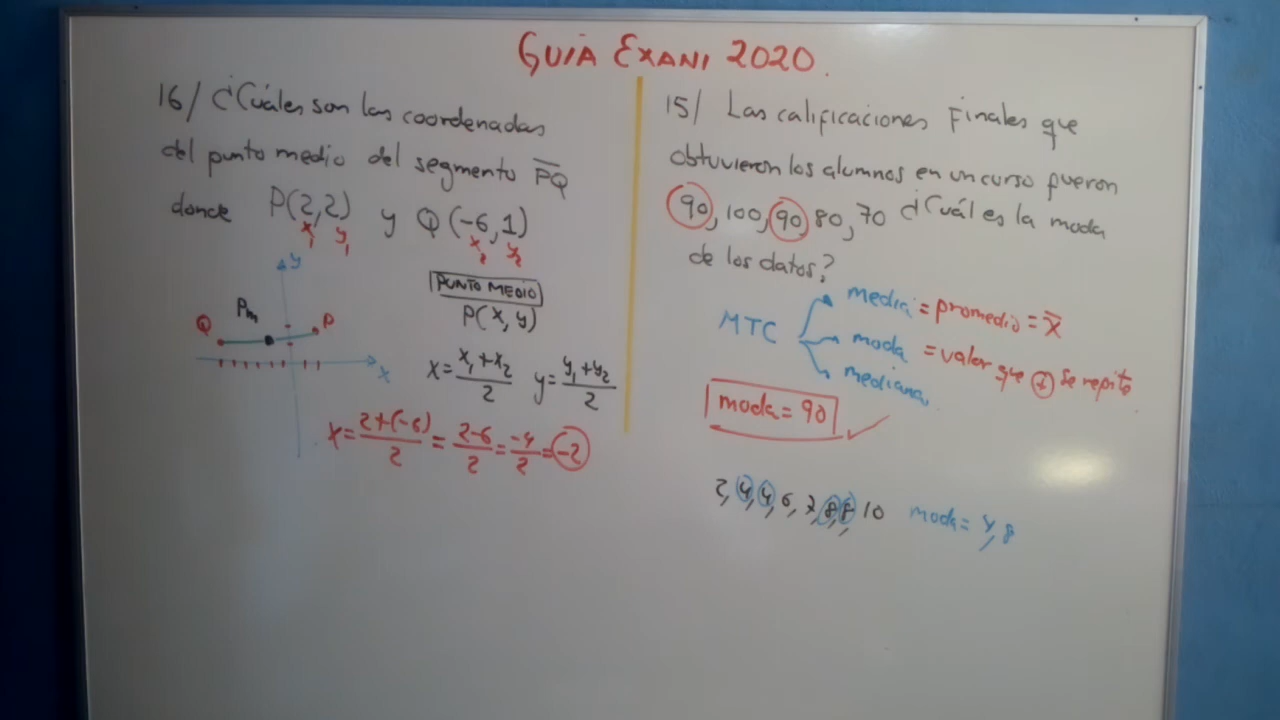 GUIA EXANI 2020.
16/ ¿Cuáles son las coordenadas
del punto medio del segmento P̅Q̅
donde P(2,2) y Q(-6,1)
x₁ y₁ x₂ y₂
y
Pm
Q P
x
PUNTO MEDIO
P(x, y)
x = (x₁+x₂)/2 y = (y₁+y₂)/2
x = (2+(-6))/2 = (2-6)/2 = -4/2 = -2
15/ Las calificaciones Finales que
obtuvieron los alumnos en un curso fueron
90, 100, 90, 80, 70 ¿Cuál es la moda
de los datos?
MTC
media = promedio = x̅
moda = valor que + se repite
mediana
moda = 90 ✓
2, 4, 4, 6, 7, 8, 8, 10 moda = 4, 8